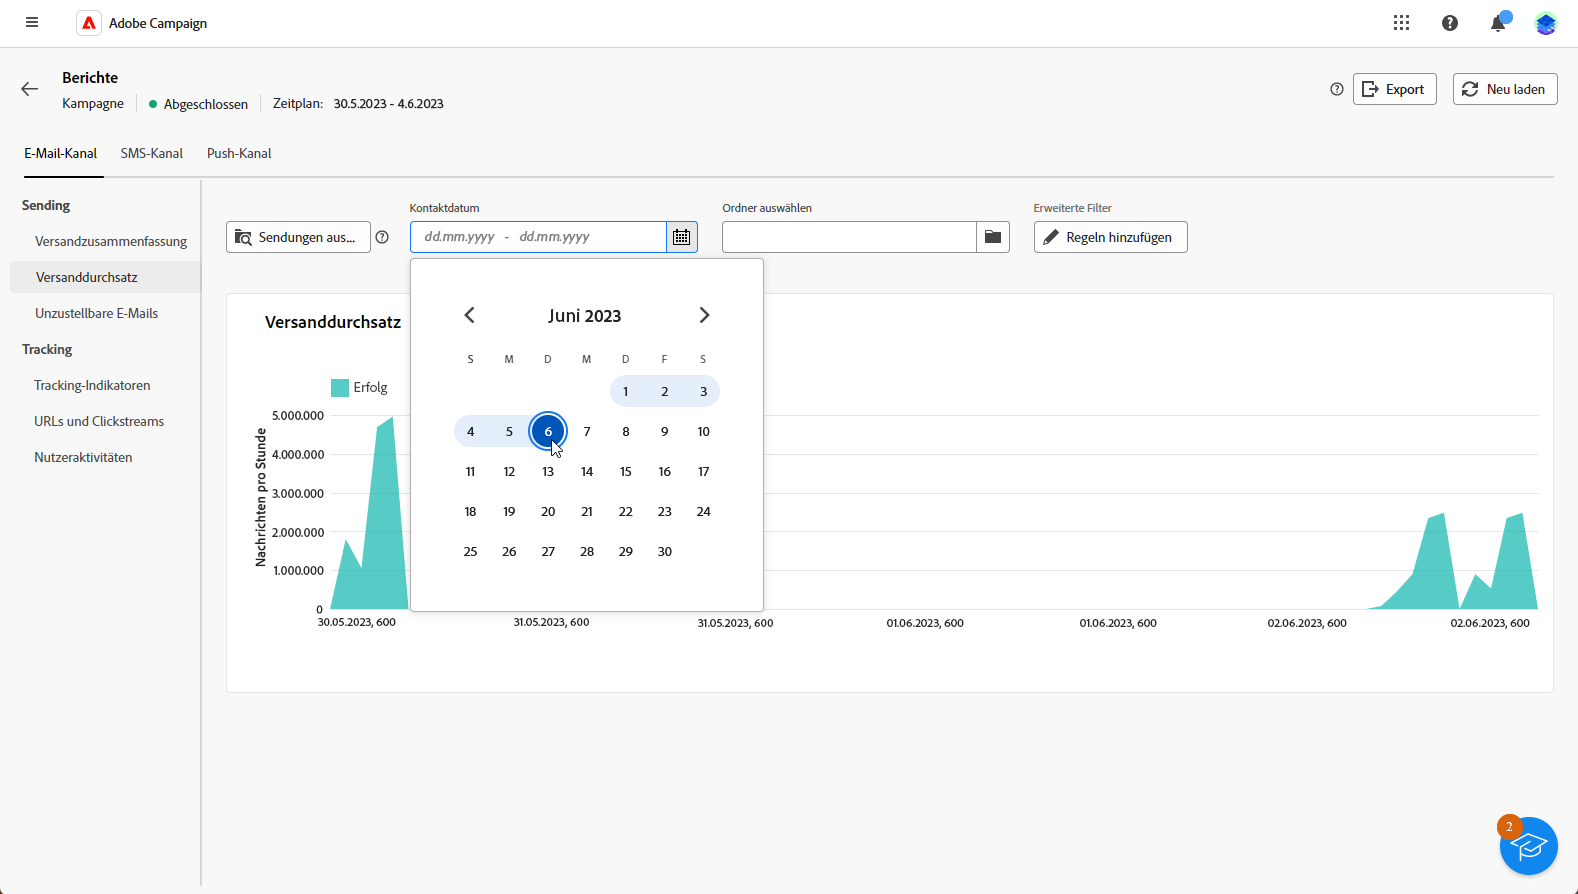 Adobe Campaign
Berichte
Kampagne Abgeschlossen Zeitplan: 30.5.2023 - 4.6.2023
Export
Neu laden
E-Mail-Kanal SMS-Kanal Push-Kanal
Sending
Versandzusammenfassung
Versanddurchsatz
Unzustellbare E-Mails
Tracking
Tracking-Indikatoren
URLs und Clickstreams
Nutzeraktivitäten
Kontaktdatum
Ordner auswählen
Erweiterte Filter
Sendungen aus...
dd.mm.yyyy - dd.mm.yyyy
Regeln hinzufügen
Juni 2023
S M D M D F S
1 2 3
4 5 6 7 8 9 10
11 12 13 14 15 16 17
18 19 20 21 22 23 24
25 26 27 28 29 30
Versanddurchsatz
Erfolg
Nachrichten pro Stunde
5.000.000
4.000.000
3.000.000
2.000.000
1.000.000
0
30.05.2023, 600 31.05.2023, 600 31.05.2023, 600 01.06.2023, 600 01.06.2023, 600 02.06.2023, 600 02.06.2023, 600
2